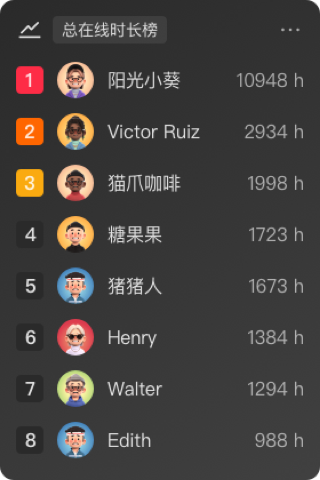 总在线时长榜
1 阳光小葵 10948 h
2 Victor Ruiz 2934 h
3 猫爪咖啡 1998 h
4 糖果果 1723 h
5 猪猪人 1673 h
6 Henry 1384 h
7 Walter 1294 h
8 Edith 988 h